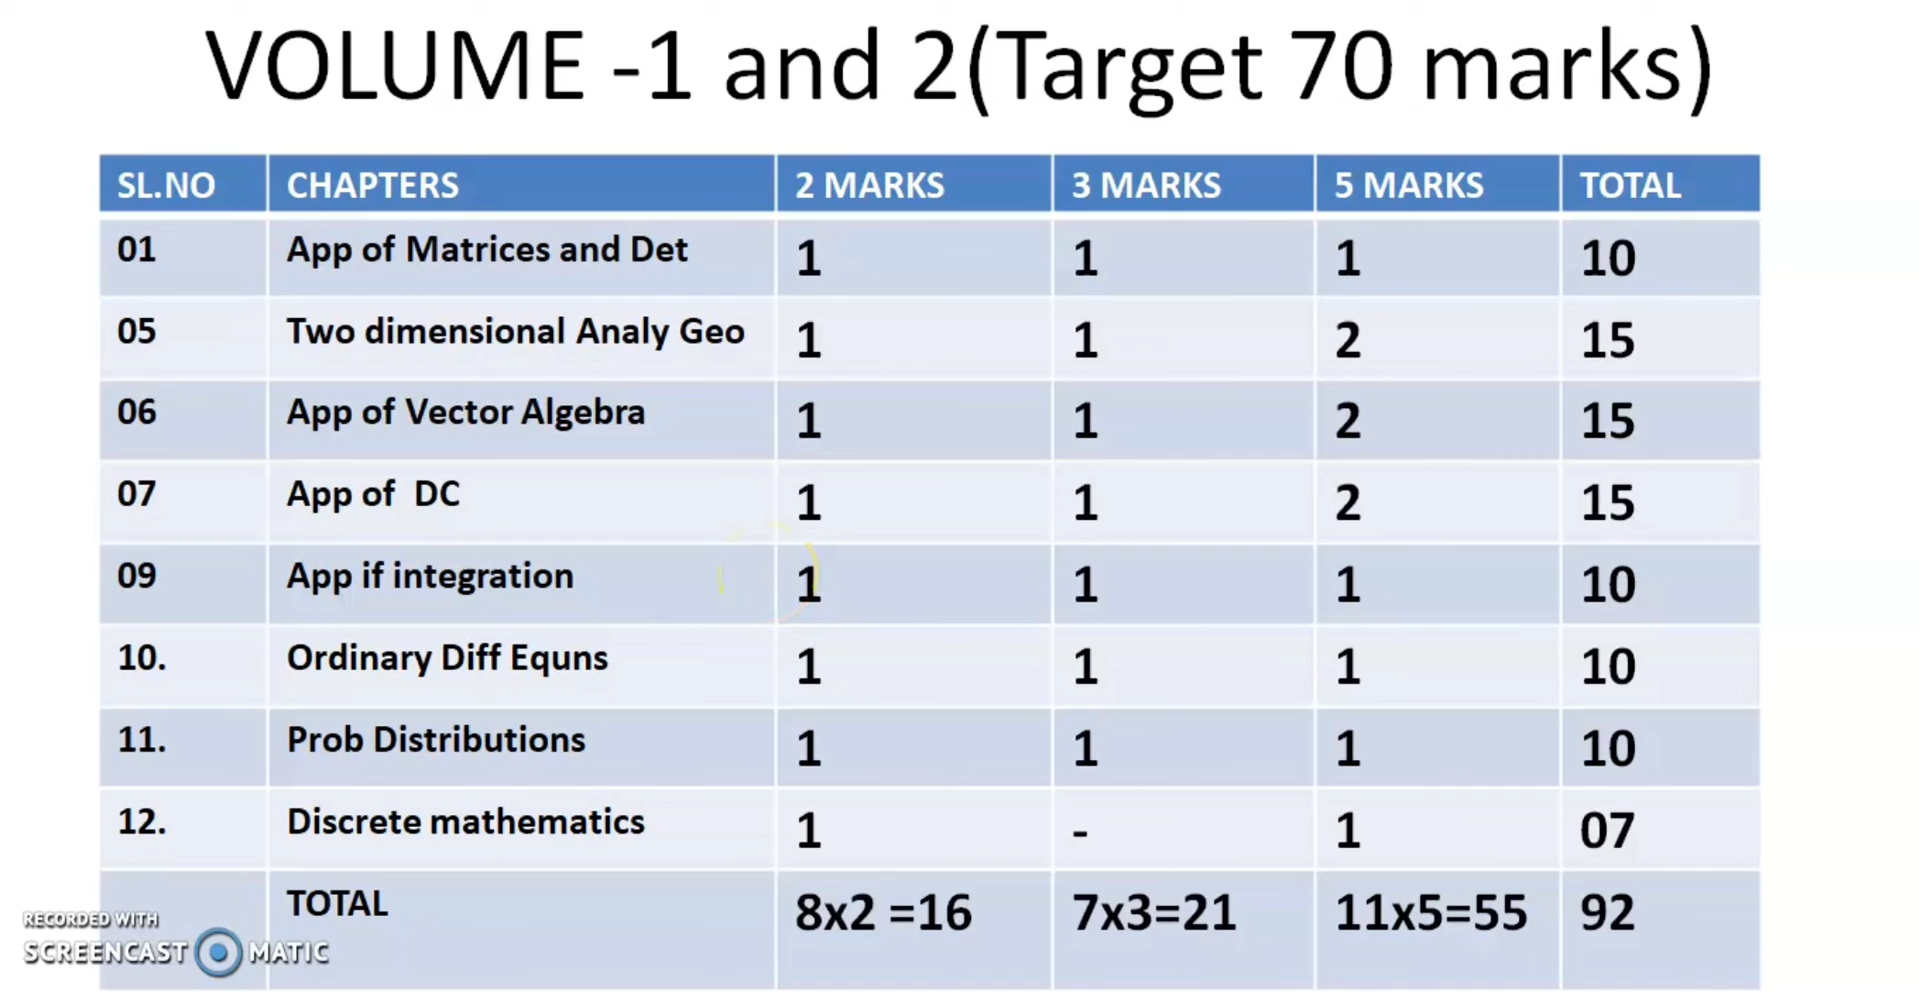 VOLUME -1 and 2(Target 70 marks)
SL.NO CHAPTERS 2 MARKS 3 MARKS 5 MARKS TOTAL
01 App of Matrices and Det 1 1 1 10
05 Two dimensional Analy Geo 1 1 2 15
06 App of Vector Algebra 1 1 2 15
07 App of DC 1 1 2 15
09 App if integration 1 1 1 10
10. Ordinary Diff Equns 1 1 1 10
11. Prob Distributions 1 1 1 10
12. Discrete mathematics 1 - 1 07
TOTAL 8x2 =16 7x3=21 11x5=55 92
RECORDED WITH
SCREENCAST MATIC